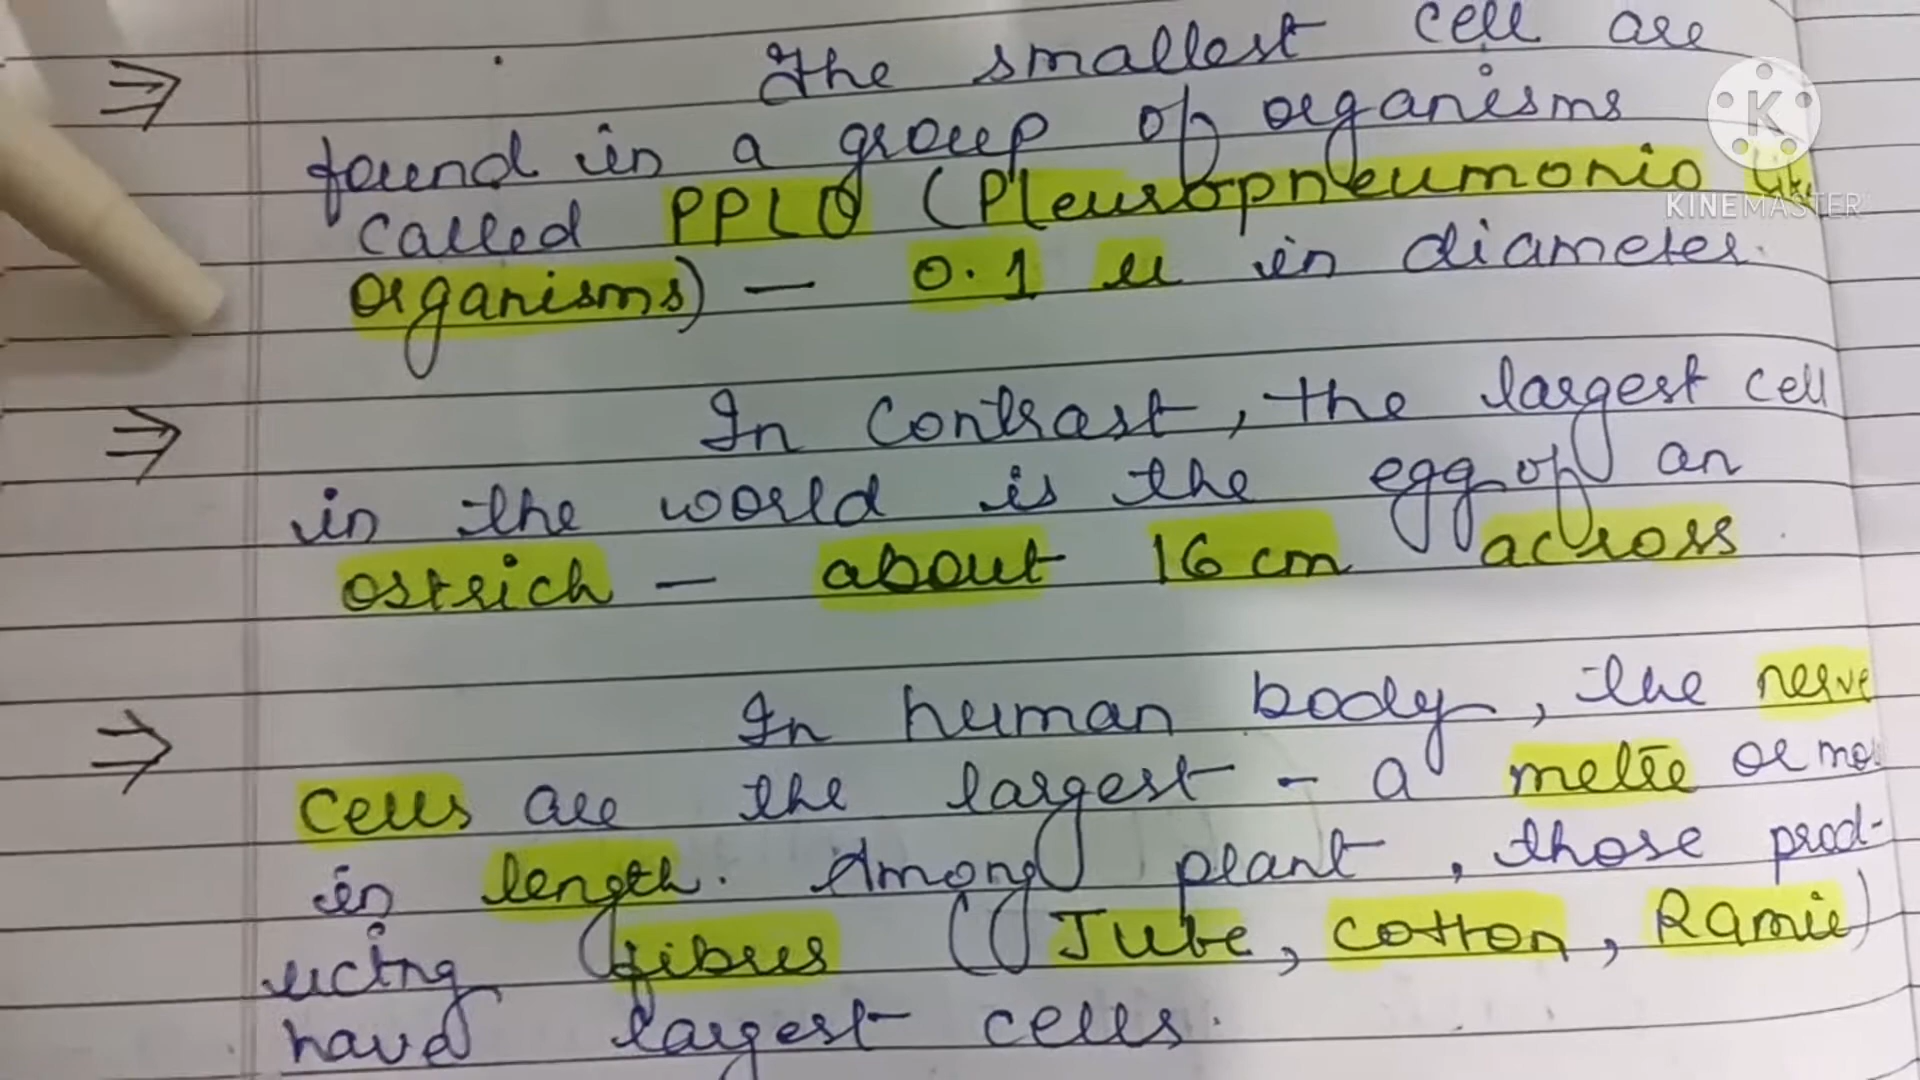 ⇒ The smallest cell are
found in a group of organisms
called PPLO (Pleuropneumonio like
organisms) — 0.1 u in diameter.
⇒ In contrast, the largest cell
in the world is the egg of an
ostrich — about 16 cm across
⇒ In human body, the nerve
cells are the largest - a metre or mo
in length. Among plant, those prod-
ucing fibres (Jute, cotton, Ramie)
have largest cells.
K
KINEMASTER